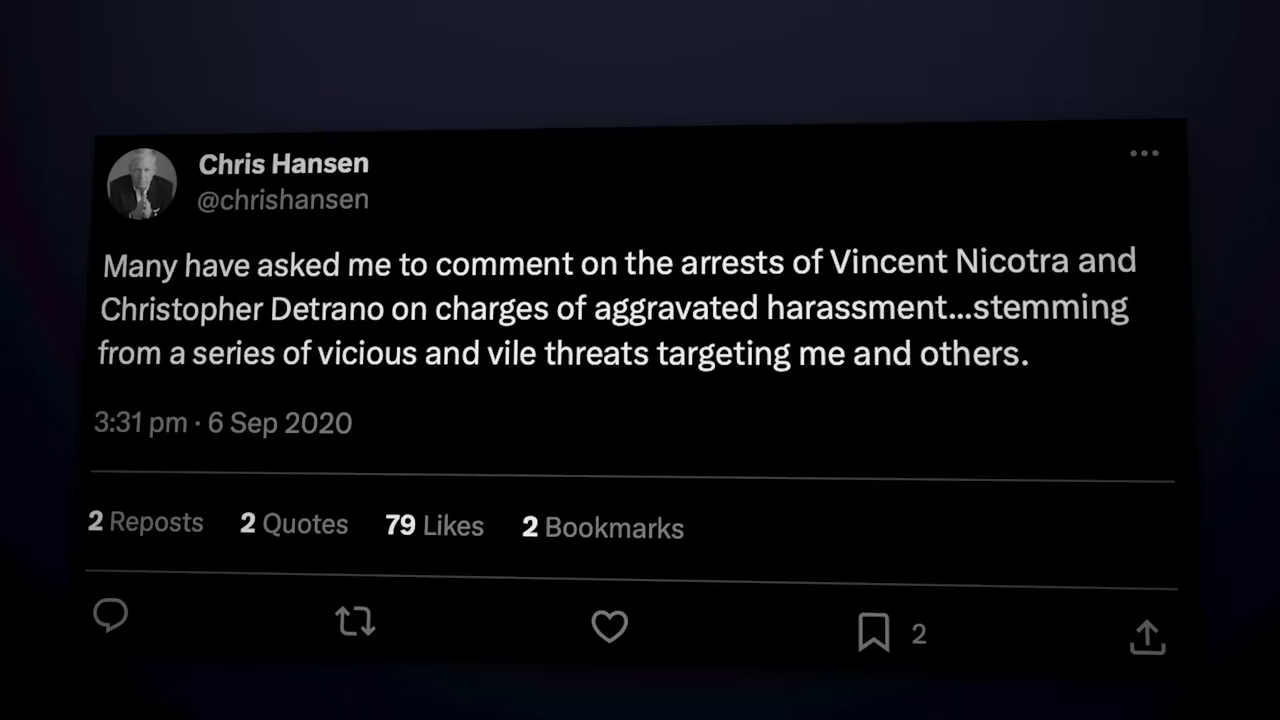 Chris Hansen
@chrishansen
Many have asked me to comment on the arrests of Vincent Nicotra and
Christopher Detrano on charges of aggravated harassment...stemming
from a series of vicious and vile threats targeting me and others.
3:31 pm · 6 Sep 2020
2 Reposts 2 Quotes 79 Likes 2 Bookmarks
2